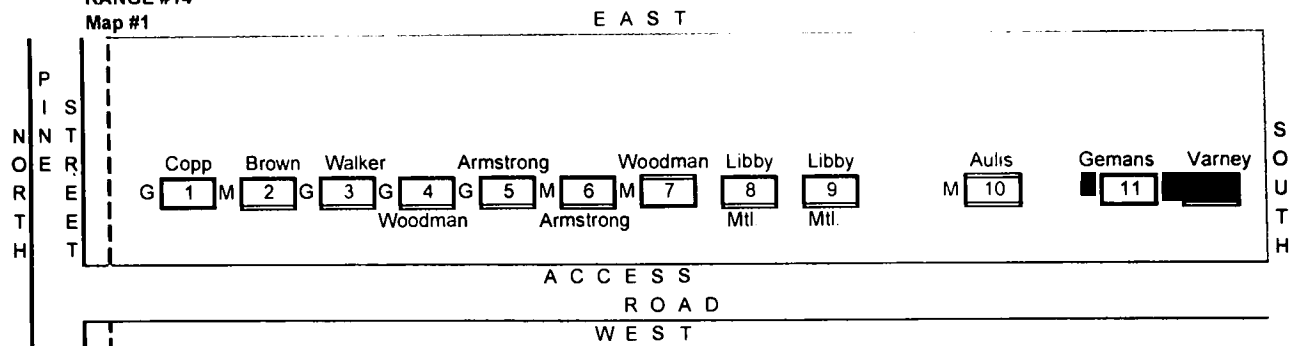 Map #1
EAST
NORTH
PINE
STREET
Copp Brown Walker Armstrong Woodman Libby Libby Aulis Gemans Varney
G 1 M 2 G 3 G 4 G 5 M 6 M 7 8 9 M 10 11
Woodman Armstrong Mtl. Mtl.
SOUTH
ACCESS
ROAD
WEST